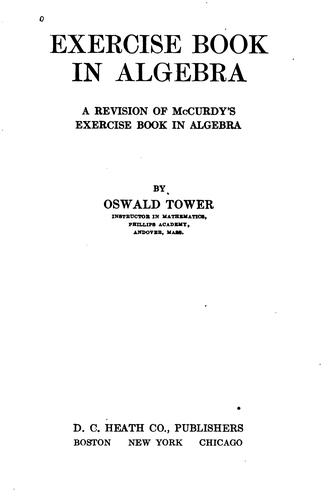 EXERCISE BOOK
IN ALGEBRA
A REVISION OF McCURDY'S
EXERCISE BOOK IN ALGEBRA
BY
OSWALD TOWER
INSTRUCTOR IN MATHEMATICS,
PHILLIPS ACADEMY,
ANDOVER, MASS.
D. C. HEATH CO., PUBLISHERS
BOSTON NEW YORK CHICAGO